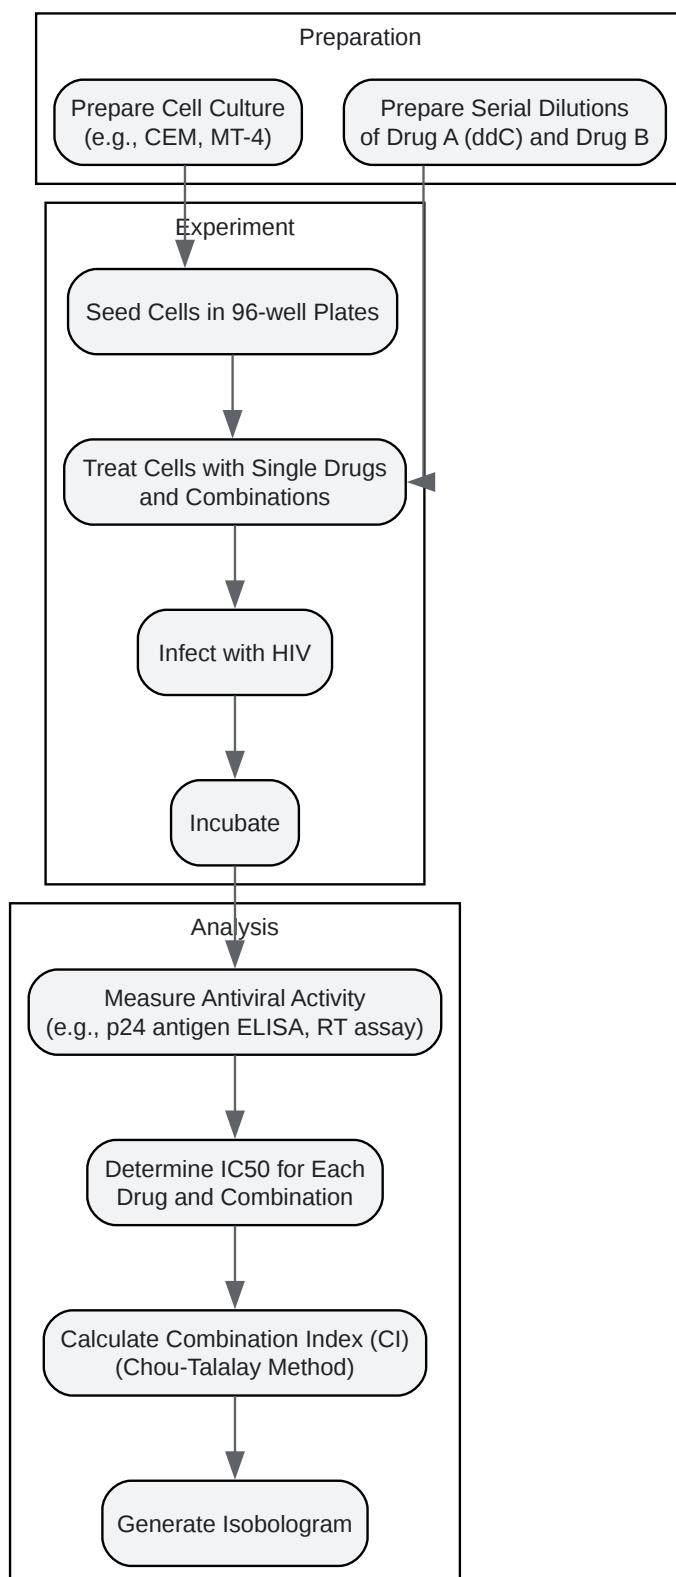 Preparation
Prepare Cell Culture
(e.g., CEM, MT-4)
Prepare Serial Dilutions
of Drug A (ddC) and Drug B
Experiment
Seed Cells in 96-well Plates
Treat Cells with Single Drugs
and Combinations
Infect with HIV
Incubate
Analysis
Measure Antiviral Activity
(e.g., p24 antigen ELISA, RT assay)
Determine IC50 for Each
Drug and Combination
Calculate Combination Index (CI)
(Chou-Talalay Method)
Generate Isobologram